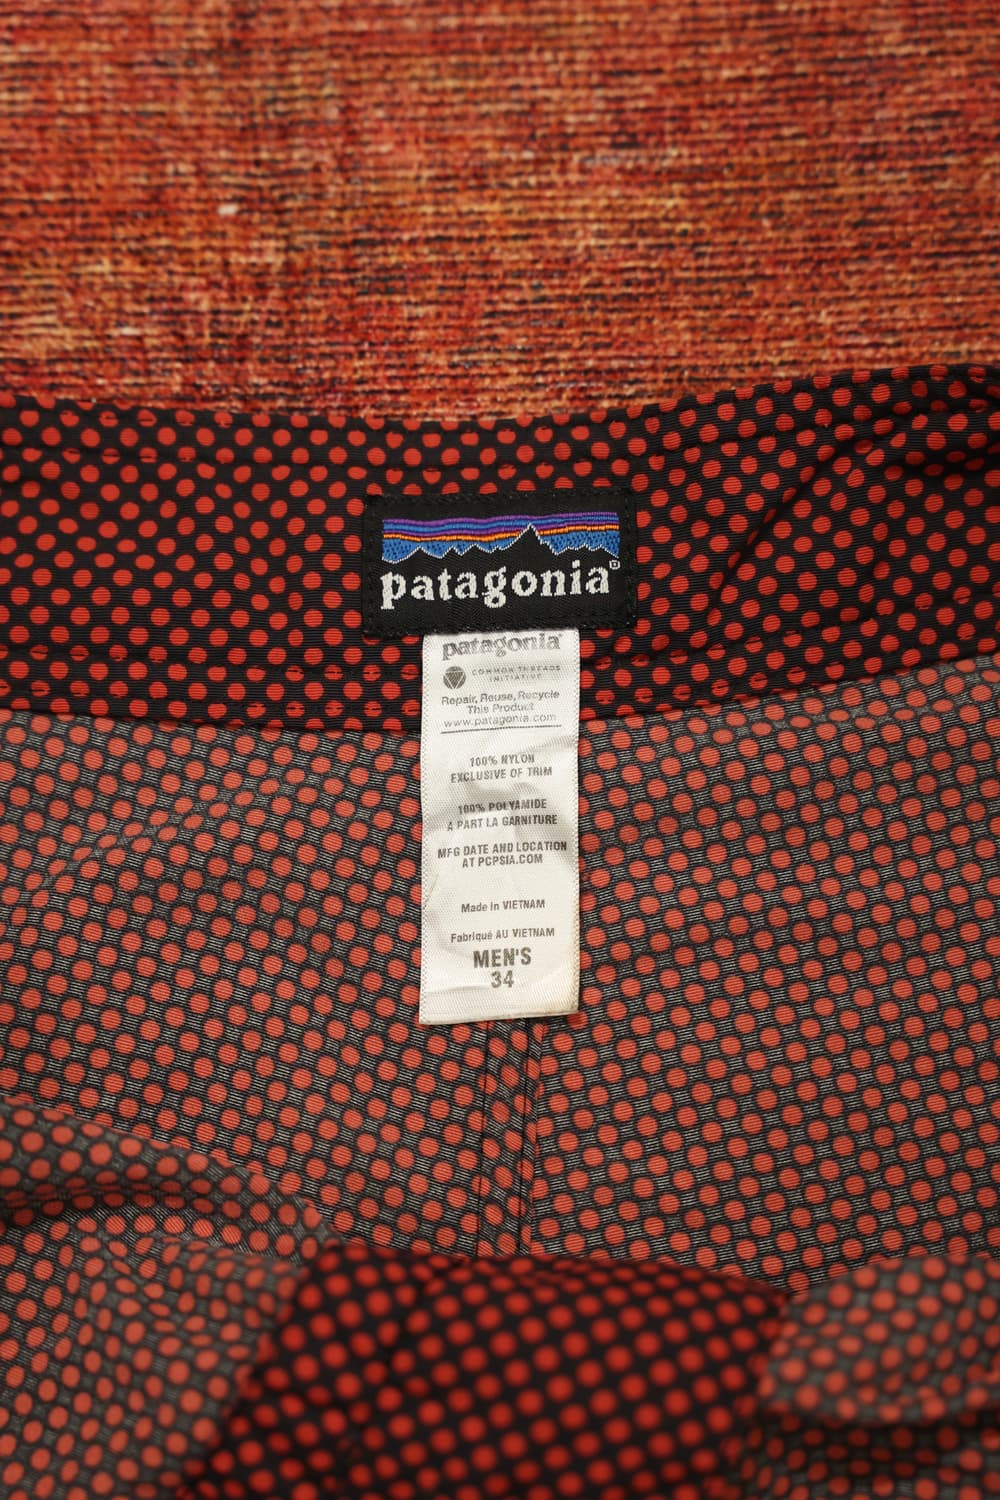 patagonia®
patagonia®
COMMON THREADS
INITIATIVE
Repair, Reuse, Recycle
This Product
www.patagonia.com
100% NYLON
EXCLUSIVE OF TRIM
100% POLYAMIDE
A PART LA GARNITURE
MFG DATE AND LOCATION
AT PCPSIA.COM
Made in VIETNAM
Fabriqué AU VIETNAM
MEN'S
34